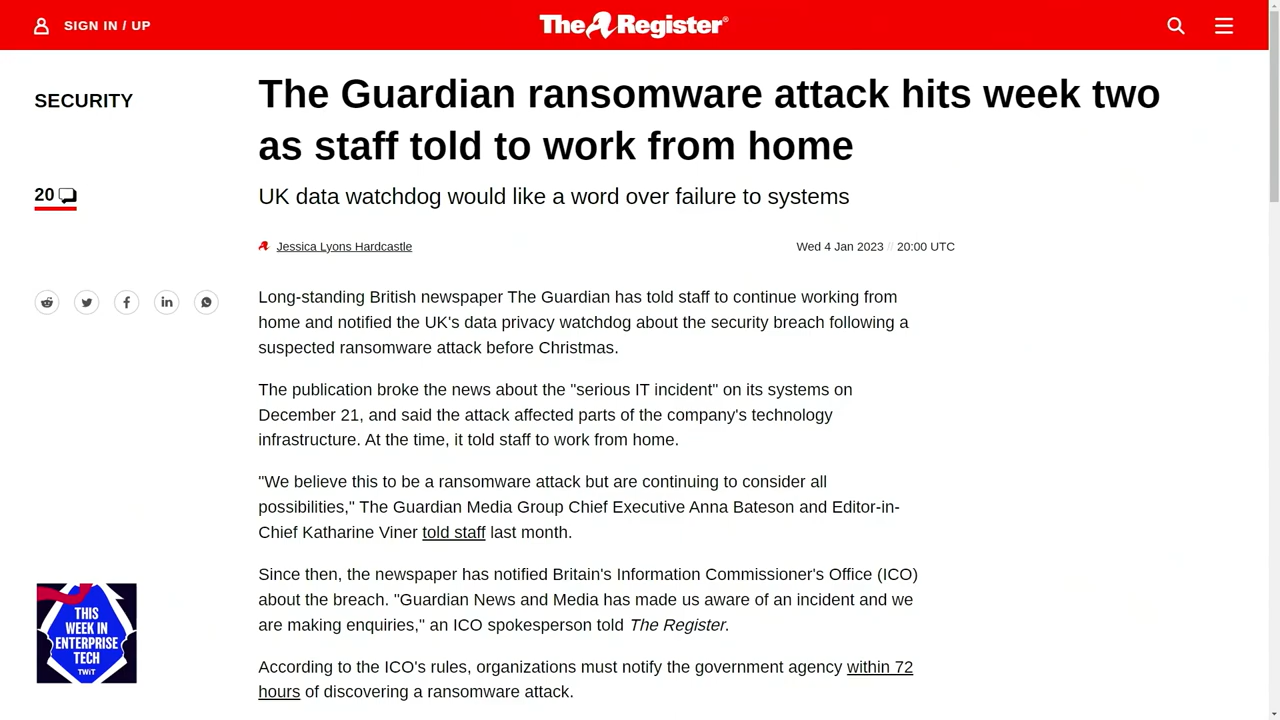 SIGN IN / UP
The Register®
SECURITY
The Guardian ransomware attack hits week two
as staff told to work from home
20
UK data watchdog would like a word over failure to systems
Jessica Lyons Hardcastle
Wed 4 Jan 2023 // 20:00 UTC
Long-standing British newspaper The Guardian has told staff to continue working from
home and notified the UK's data privacy watchdog about the security breach following a
suspected ransomware attack before Christmas.
The publication broke the news about the "serious IT incident" on its systems on
December 21, and said the attack affected parts of the company's technology
infrastructure. At the time, it told staff to work from home.
"We believe this to be a ransomware attack but are continuing to consider all
possibilities," The Guardian Media Group Chief Executive Anna Bateson and Editor-in-
Chief Katharine Viner told staff last month.
Since then, the newspaper has notified Britain's Information Commissioner's Office (ICO)
about the breach. "Guardian News and Media has made us aware of an incident and we
are making enquiries," an ICO spokesperson told The Register.
According to the ICO's rules, organizations must notify the government agency within 72
hours of discovering a ransomware attack.
THIS
WEEK IN
ENTERPRISE
TECH
TWiT